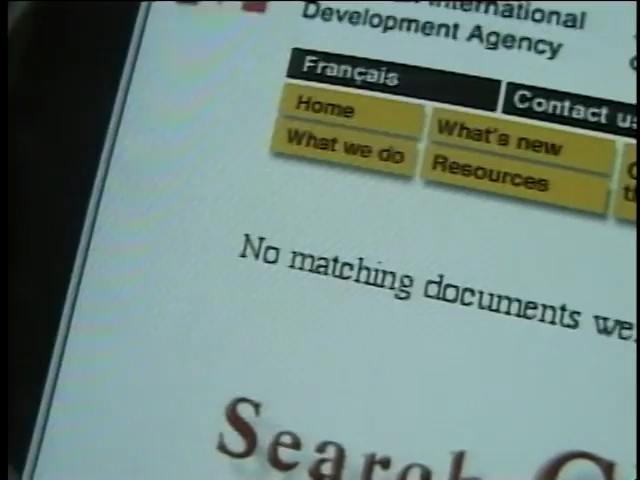 International
Development Agency
Français
Contact us
Home
What's new
What we do
Resources
No matching documents we
Search